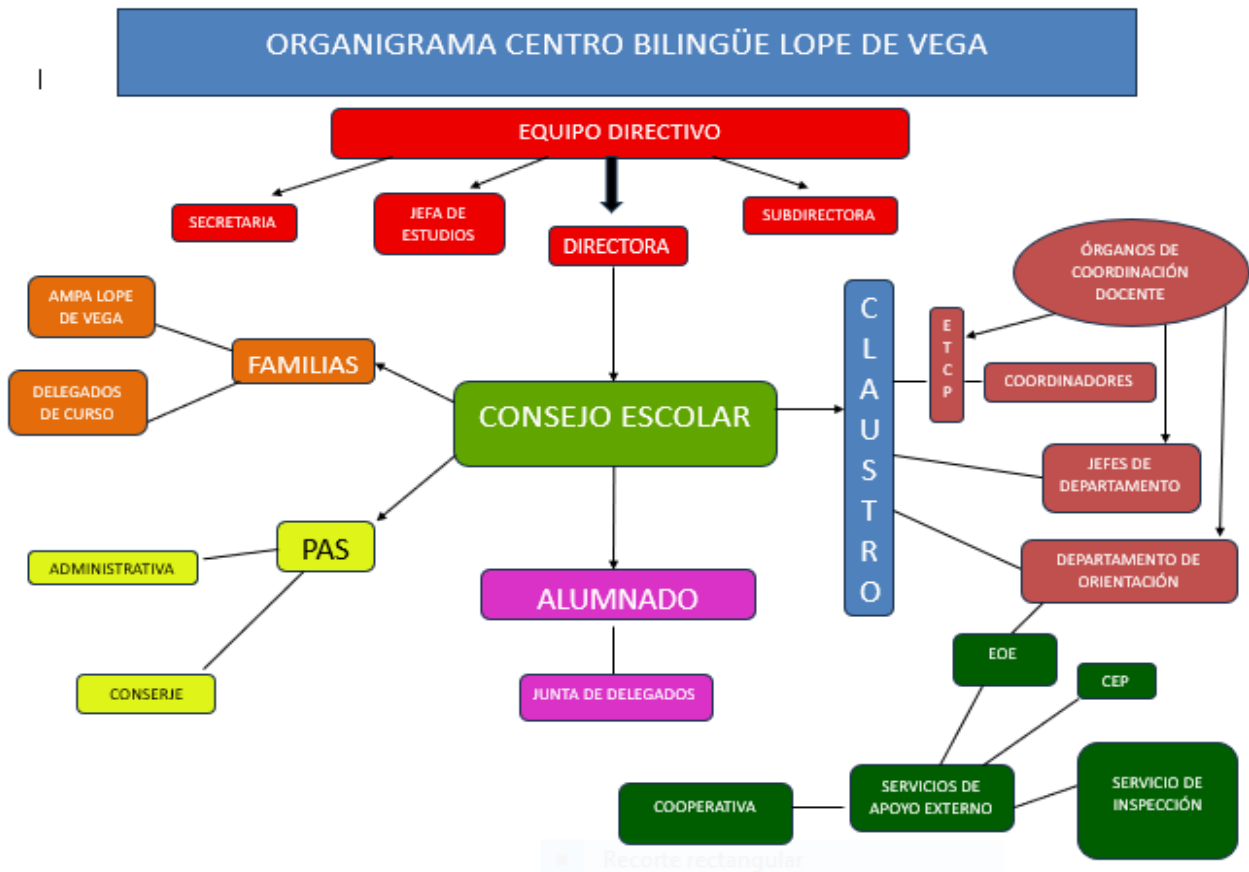 ORGANIGRAMA CENTRO BILINGÜE LOPE DE VEGA
EQUIPO DIRECTIVO
SECRETARIA
JEFA DE
ESTUDIOS
DIRECTORA
SUBDIRECTORA
ÓRGANOS DE
COORDINACIÓN
DOCENTE
AMPA LOPE
DE VEGA
FAMILIAS
DELEGADOS
DE CURSO
CONSEJO ESCOLAR
C
L
A
U
S
T
R
O
E
T
C
P
COORDINADORES
JEFES DE
DEPARTAMENTO
DEPARTAMENTO DE
ORIENTACIÓN
PAS
ADMINISTRATIVA
CONSERJE
ALUMNADO
JUNTA DE DELEGADOS
EOE
CEP
SERVICIOS DE
APOYO EXTERNO
COOPERATIVA
SERVICIO DE
INSPECCIÓN
Recorte rectangular